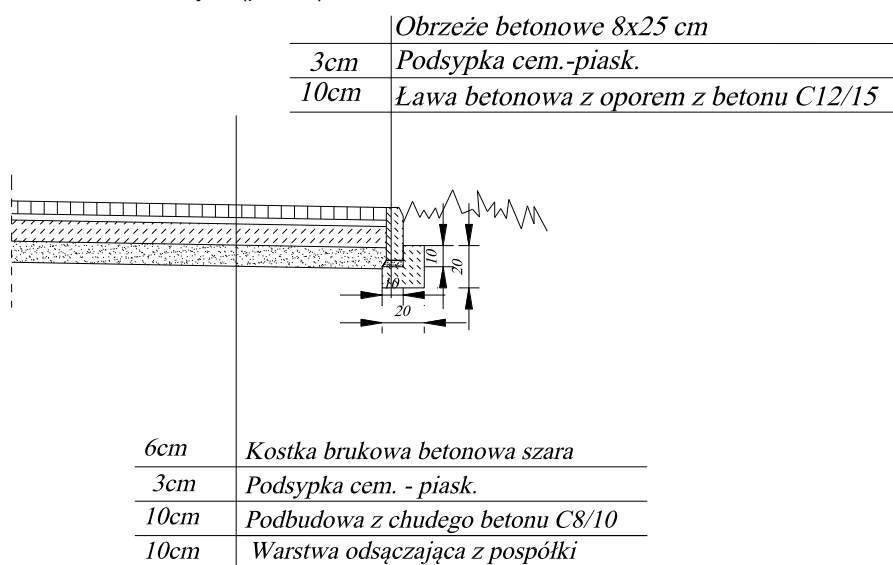 Obrzeże betonowe 8x25 cm
3cm Podsypka cem.-piask.
10cm Ława betonowa z oporem z betonu C12/15
10
20
10
20
6cm Kostka brukowa betonowa szara
3cm Podsypka cem. - piask.
10cm Podbudowa z chudego betonu C8/10
10cm Warstwa odsączająca z pospółki